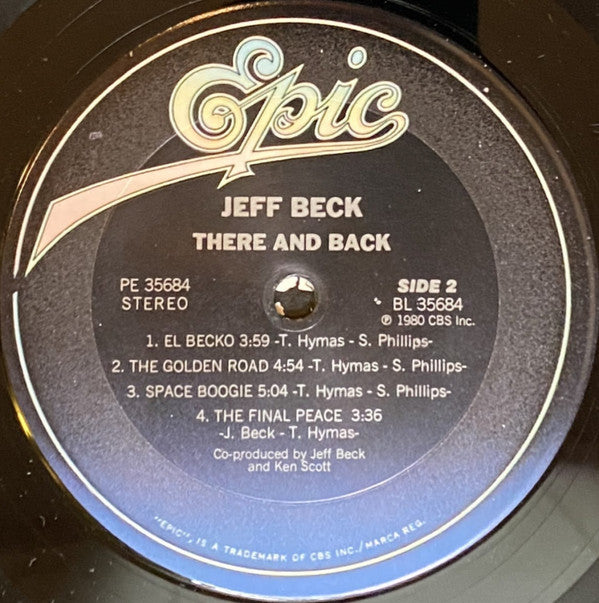 Epic
JEFF BECK
THERE AND BACK
PE 35684
STEREO
SIDE 2
BL 35684
℗ 1980 CBS Inc.
1. EL BECKO 3:59 -T. Hymas - S. Phillips-
2. THE GOLDEN ROAD 4:54 -T. Hymas - S. Phillips-
3. SPACE BOOGIE 5:04 -T. Hymas - S. Phillips-
4. THE FINAL PEACE 3:36
-J. Beck - T. Hymas-
Co-produced by Jeff Beck
and Ken Scott
"EPIC", IS A TRADEMARK OF CBS INC./MARCA REG.